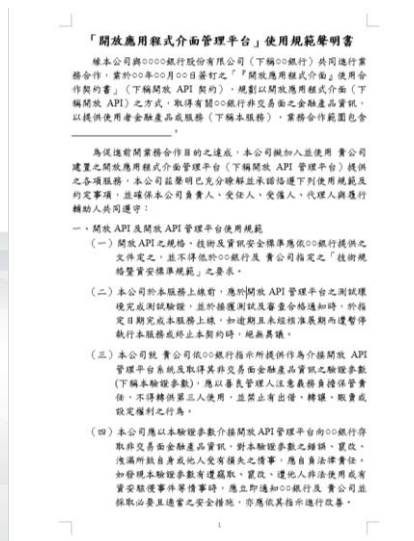 「開放應用程式介面管理平台」使用規範聲明書
緣本公司與○○○○銀行股份有限公司（下稱○○銀行）共同進行業
務合作，業於○○年○○月○○日簽訂之「『開放應用程式介面』使用合
作契約書」（下稱開放 API 契約），規劃以開放應用程式介面（下
稱開放 API）之方式，取得有關○○銀行非交易面之金融產品資訊，
以提供使用者金融產品或服務（下稱本服務），業務合作範圍包含
。
為促進前開業務合作目的之達成，本公司擬加入並使用 貴公司
建置之開放應用程式介面管理平台（下稱開放 API 管理平台）提供
之各項服務，本公司茲聲明已充分瞭解並承諾恪遵下列使用規範及
約定事項，並確保本公司負責人、受任人、受僱人、代理人與履行
輔助人共同遵守：
一、開放 API 及開放 API 管理平台使用規範
（一）開放 API 之規格、技術及資訊安全標準應依○○銀行提供之
文件定之，並不得低於○○銀行及 貴公司指定之「技術規
格暨資安標準規範」之要求。
（二）本公司於本服務上線前，應於開放 API 管理平台之測試環
境完成測試驗證，並於接獲測試及審查合格通知時，於指
定日期完成本服務上線，如逾期且未經核准展期而遭暫停
執行本服務或終止本契約時，絕無異議。
（三）本公司就 貴公司依○○銀行指示所提供作為介接開放 API
管理平台系統及取得其非交易面金融產品資訊之驗證參數
(下稱本驗證參數)，應以善良管理人注意義務負擔保管責
任，不得轉供第三人使用，並禁止有出借、轉讓、販賣或
設定權利之行為。
（四）本公司應以本驗證參數介接開放 API 管理平台向○○銀行存
取非交易面金融產品資訊，對本驗證參數之錯誤、竄改、
洩漏所致自身或他人受有損失之情事，應自負法律責任。
如發現本驗證參數有遭竊取、竄改、遭他人非法使用或有
資安駭侵事件等情事時，應立即通知○○銀行及 貴公司並
採取必要且適當之安全措施，亦應依其指示進行改善。
1